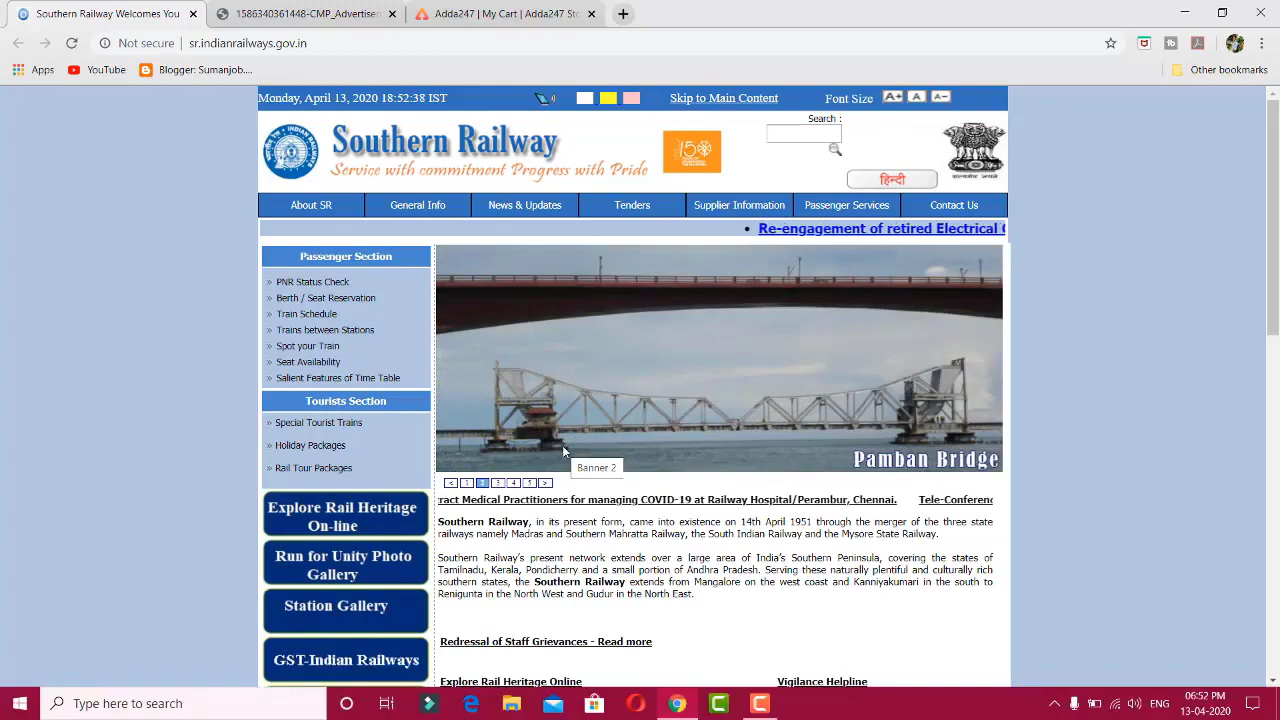 Southern Railway Welcomes You
1586340361448-CMP_Advertisen
Adda247 | My Cart | Adda247 Sto
Not secure
sr.indianrailways.gov.in
Apps
YouTube
Blogger: Sumanjob....
Other bookmarks
Monday, April 13, 2020 18:52:38 IST
Skip to Main Content
Font Size
A+ A A-
Search :
Southern Railway
Service with commitment Progress with Pride
150
हिन्दी
सत्यमेव जयते
About SR
General Info
News & Updates
Tenders
Supplier Information
Passenger Services
Contact Us
• Re-engagement of retired Electrical
Passenger Section
» PNR Status Check
» Berth / Seat Reservation
» Train Schedule
» Trains between Stations
» Spot your Train
» Seat Availability
» Salient Features of Time Table
Tourists Section
» Special Tourist Trains
» Holiday Packages
» Rail Tour Packages
Explore Rail Heritage
On-line
Run for Unity Photo
Gallery
Station Gallery
GST-Indian Railways
Pamban Bridge
Banner 2
< 1 2 3 4 5 >
ract Medical Practitioners for managing COVID-19 at Railway Hospital/Perambur, Chennai. Tele-Conferenc
Southern Railway, in its present form, came into existence on 14th April 1951 through the merger of the three state
railways namely Madras and Southern Mahratta Railway, the South Indian Railway and the Mysore State Railway.
Southern Railway's present network extends over a large area of India's Southern Peninsula, covering the states of
Tamilnadu, Kerala, Pondicherry and a small portion of Andhra Pradesh. Serving these naturally plentiful and culturally rich
southern states, the Southern Railway extends from Mangalore on the west coast and Kanniyakumari in the south to
Renigunta in the North West and Gudur in the North East.
Redressal of Staff Grievances - Read more
Explore Rail Heritage Online
Vigilance Helpline
Type here to search
ENG
06:52 PM
13-04-2020